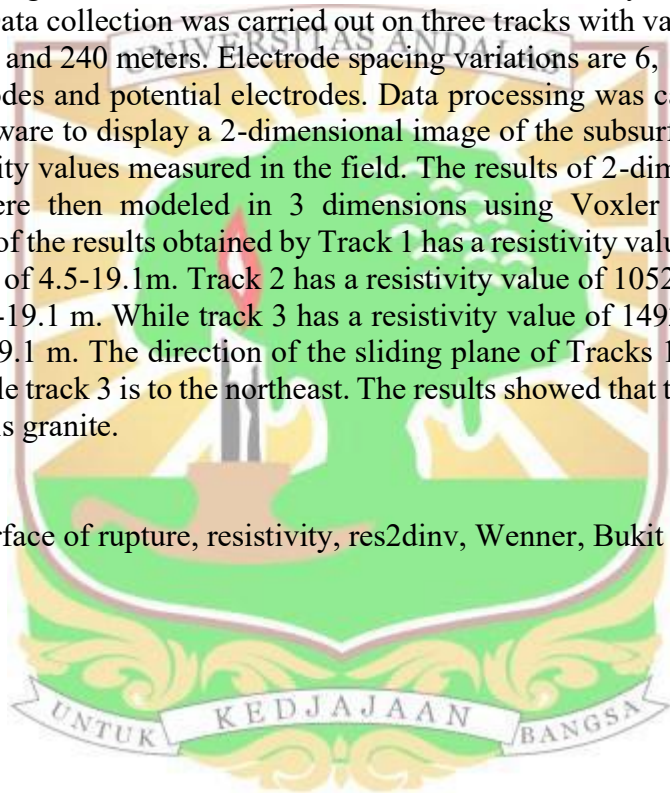 ata collection was carried out on three tracks with va
and 240 meters. Electrode spacing variations are 6,
UNIVERSITAS ANDALAS
des and potential electrodes. Data processing was ca
ware to display a 2-dimensional image of the subsurf
ity values measured in the field. The results of 2-dim
ere then modeled in 3 dimensions using Voxler
of the results obtained by Track 1 has a resistivity valu
of 4.5-19.1m. Track 2 has a resistivity value of 1052
-19.1 m. While track 3 has a resistivity value of 149
9.1 m. The direction of the sliding plane of Tracks 1
le track 3 is to the northeast. The results showed that t
is granite.
rface of rupture, resistivity, res2dinv, Wenner, Bukit
UNTUK KEDJAJAAN BANGSA